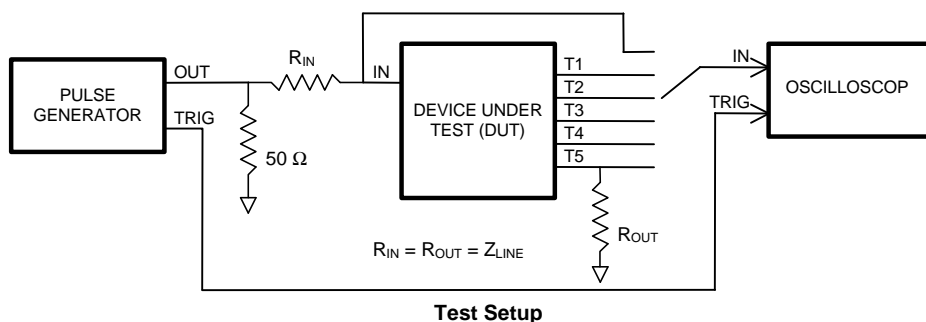 PULSE
GENERATOR
OUT
TRIG
50 Ω
R_IN
IN
DEVICE UNDER
TEST (DUT)
T1
T2
T3
T4
T5
R_OUT
R_IN = R_OUT = Z_LINE
IN
TRIG
OSCILLOSCOP
Test Setup